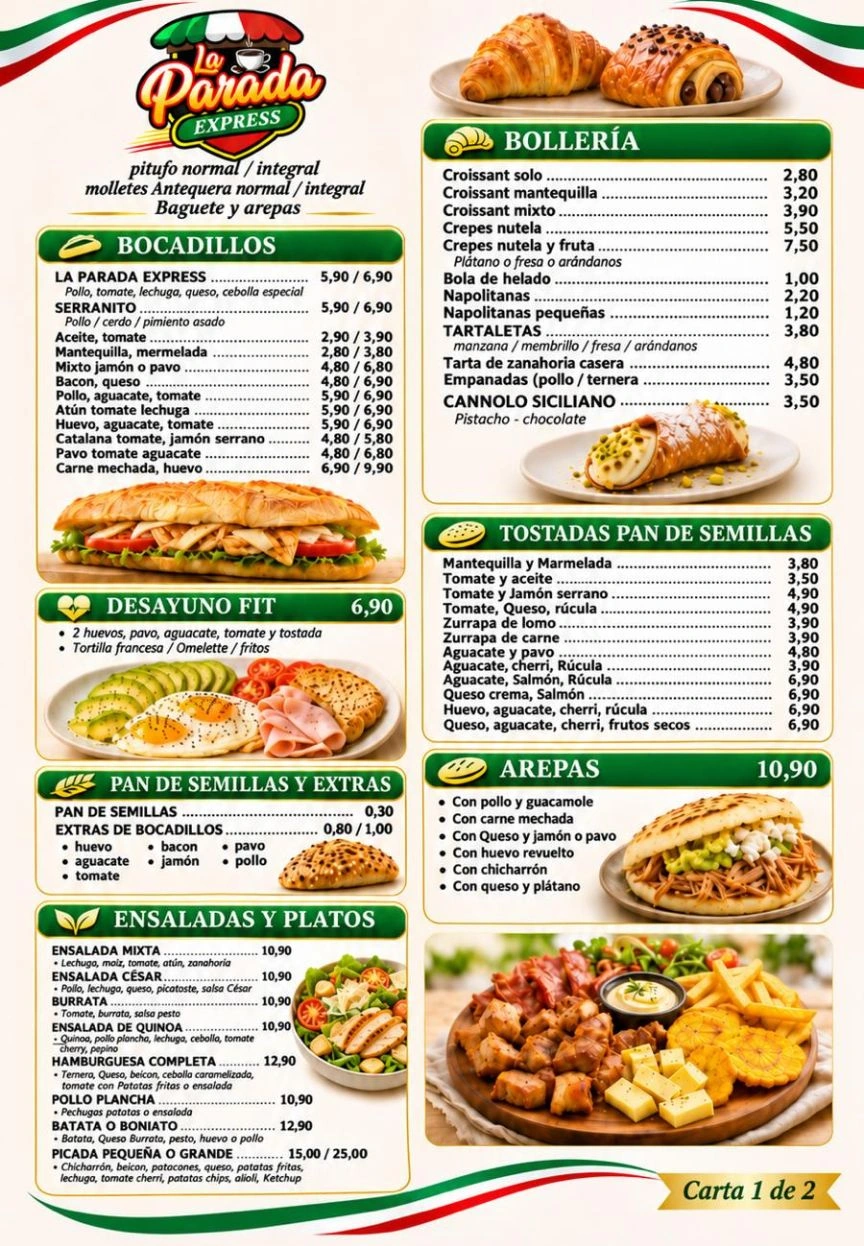 La
Parada
EXPRESS
pitufo normal / integral
molletes Antequera normal / integral
Baguete y arepas
BOCADILLOS
LA PARADA EXPRESS ........................ 5,90 / 6,90
Pollo, tomate, lechuga, queso, cebolla especial
SERRANITO ........................ 5,90 / 6,90
Pollo / cerdo / pimiento asado
Aceite, tomate ........................ 2,90 / 3,90
Mantequilla, mermelada ........................ 2,80 / 3,80
Mixto jamón o pavo ........................ 4,80 / 6,80
Bacon, queso ........................ 4,80 / 6,90
Pollo, aguacate, tomate ........................ 5,90 / 6,90
Atún tomate lechuga ........................ 5,90 / 6,90
Huevo, aguacate, tomate ........................ 5,90 / 6,90
Catalana tomate, jamón serrano .......... 4,80 / 5,80
Pavo tomate aguacate ........................ 4,80 / 6,80
Carne mechada, huevo ........................ 6,90 / 9,90
DESAYUNO FIT 6,90
• 2 huevos, pavo, aguacate, tomate y tostada
• Tortilla francesa / Omelette / fritos
PAN DE SEMILLAS Y EXTRAS
PAN DE SEMILLAS ........................ 0,30
EXTRAS DE BOCADILLOS ........................ 0,80 / 1,00
• huevo • bacon • pavo
• aguacate • jamón • pollo
• tomate
ENSALADAS Y PLATOS
ENSALADA MIXTA ........................ 10,90
• Lechuga, maiz, tomate, atún, zanahoria
ENSALADA CÉSAR ........................ 10,90
• Pollo, lechuga, queso, picatoste, salsa César
BURRATA ........................ 10,90
• Tomate, burrata, salsa pesto
ENSALADA DE QUINOA ........................ 10,90
• Quinoa, pollo plancha, lechuga, cebolla, tomate
cherry, pepino
HAMBURGUESA COMPLETA .......... 12,90
• Ternera, Queso, beicon, cebolla caramelizada,
tomate con Patatas fritas o ensalada
POLLO PLANCHA ........................ 10,90
• Pechugas patatas o ensalada
BATATA O BONIATO ........................ 12,90
• Batata, Queso Burrata, pesto, huevo o pollo
PICADA PEQUEÑA O GRANDE ........... 15,00 / 25,00
• Chicharrón, beicon, patacones, queso, patatas fritas,
lechuga, tomate cherri, patatas chips, alioli, Ketchup
BOLLERÍA
Croissant solo ........................ 2,80
Croissant mantequilla ........................ 3,20
Croissant mixto ........................ 3,90
Crepes nutela ........................ 5,50
Crepes nutela y fruta ........................ 7,50
Plátano o fresa o arándanos
Bola de helado ........................ 1,00
Napolitanas ........................ 2,20
Napolitanas pequeñas ........................ 1,20
TARTALETAS ........................ 3,80
manzana / membrillo / fresa / arándanos
Tarta de zanahoria casera ........................ 4,80
Empanadas (pollo / ternera ........................ 3,50
CANNOLO SICILIANO ........................ 3,50
Pistacho - chocolate
TOSTADAS PAN DE SEMILLAS
Mantequilla y Marmelada ........................ 3,80
Tomate y aceite ........................ 3,50
Tomate y Jamón serrano ........................ 4,90
Tomate, Queso, rúcula ........................ 4,90
Zurrapa de lomo ........................ 3,90
Zurrapa de carne ........................ 3,90
Aguacate y pavo ........................ 4,80
Aguacate, cherri, Rúcula ........................ 3,90
Aguacate, Salmón, Rúcula ........................ 6,90
Queso crema, Salmón ........................ 6,90
Huevo, aguacate, cherri, rúcula ........................ 6,90
Queso, aguacate, cherri, frutos secos ............... 6,90
AREPAS 10,90
• Con pollo y guacamole
• Con carne mechada
• Con Queso y jamón o pavo
• Con huevo revuelto
• Con chicharrón
• Con queso y plátano
Carta 1 de 2